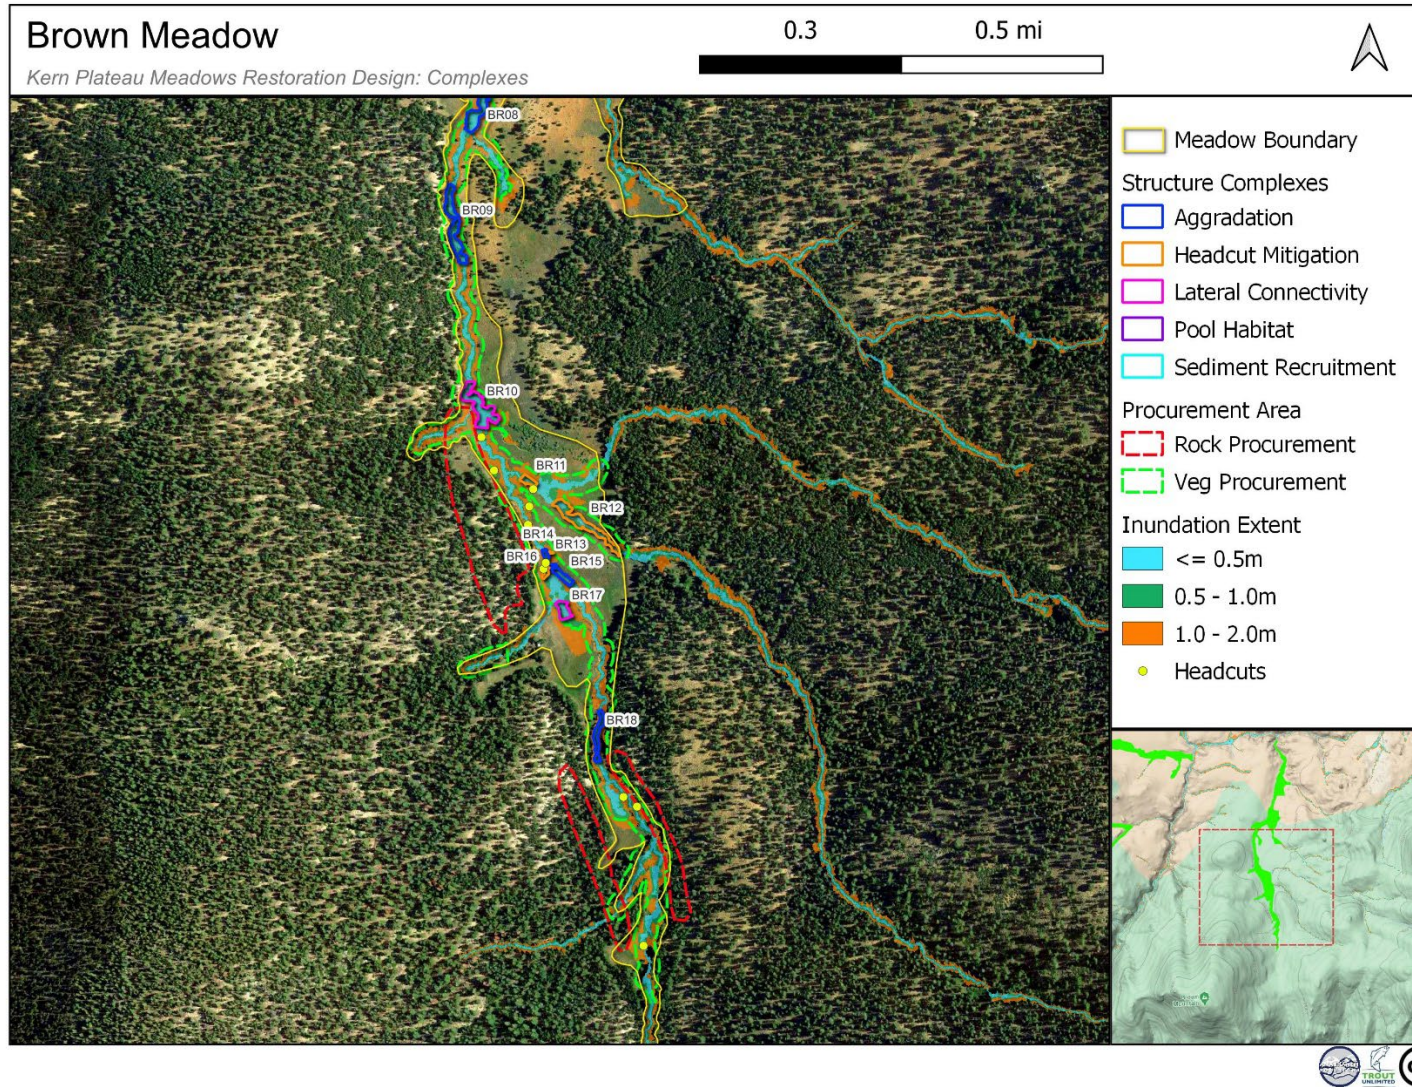 Brown Meadow
0.3 0.5 mi
Kern Plateau Meadows Restoration Design: Complexes
BR08
BR09
BR10
BR11
BR12
BR14
BR13
BR16
BR15
BR17
BR18
Meadow Boundary
Structure Complexes
Aggradation
Headcut Mitigation
Lateral Connectivity
Pool Habitat
Sediment Recruitment
Procurement Area
Rock Procurement
Veg Procurement
Inundation Extent
<= 0.5m
0.5 - 1.0m
1.0 - 2.0m
Headcuts
TROUT
UNLIMITED